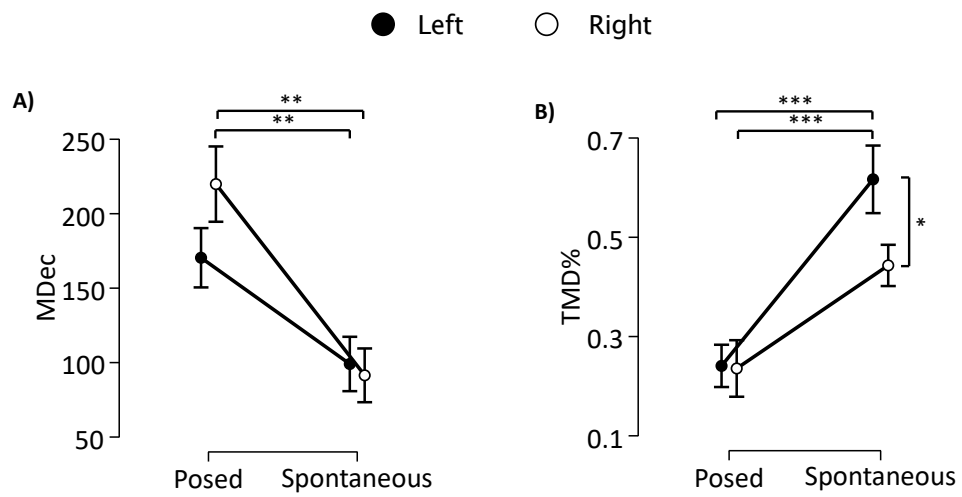 Left Right
A)
**
**
250
200
150
100
50
MDec
Posed Spontaneous
B)
***
***
*
0.7
0.5
0.3
0.1
TMD%
Posed Spontaneous